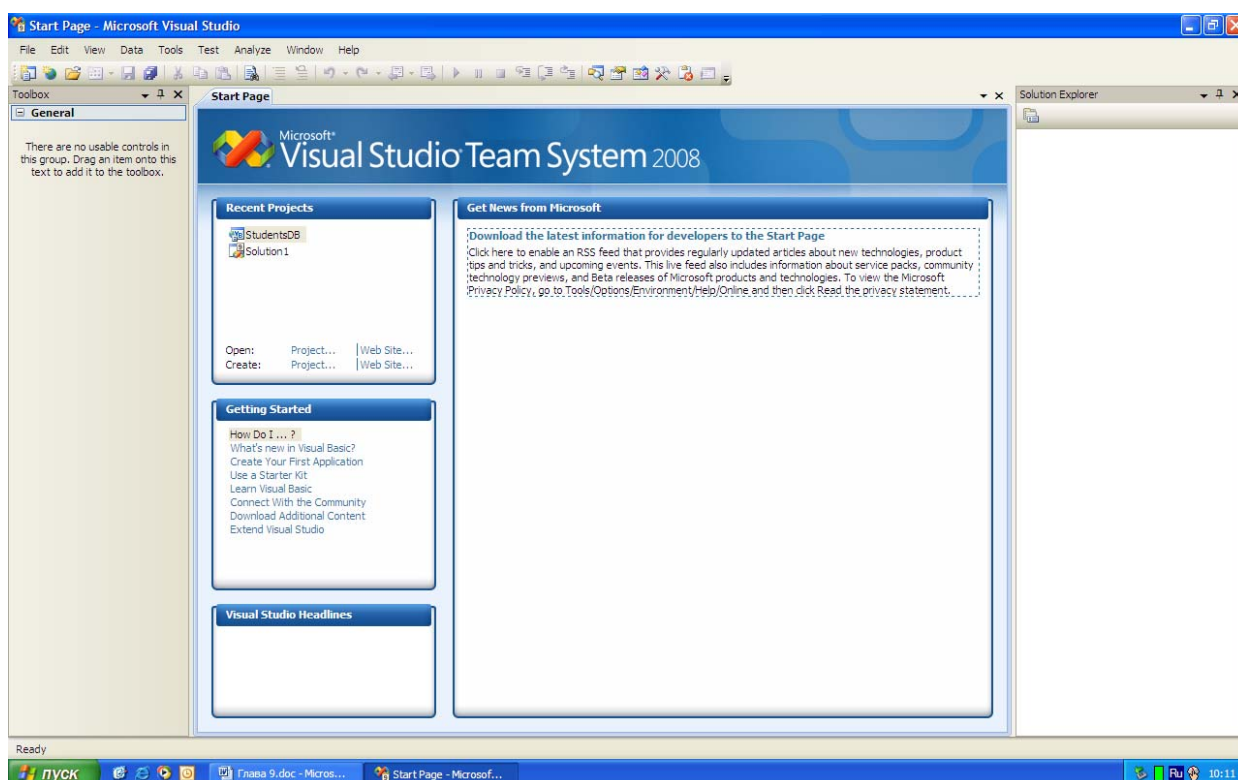 Start Page - Microsoft Visual Studio
File Edit View Data Tools Test Analyze Window Help
Toolbox
General
There are no usable controls in
this group. Drag an item onto this
text to add it to the toolbox.
Start Page
Microsoft®
Visual Studio Team System 2008
Recent Projects
StudentsDB
Solution1
Open: Project... Web Site...
Create: Project... Web Site...
Getting Started
How Do I ... ?
What's new in Visual Basic?
Create Your First Application
Use a Starter Kit
Learn Visual Basic
Connect With the Community
Download Additional Content
Extend Visual Studio
Visual Studio Headlines
Get News from Microsoft
Download the latest information for developers to the Start Page
Click here to enable an RSS feed that provides regularly updated articles about new technologies, product
tips and tricks, and upcoming events. This live feed also includes information about service packs, community
technology previews, and Beta releases of Microsoft products and technologies. To view the Microsoft
Privacy Policy, go to Tools/Options/Environment/Help/Online and then click Read the privacy statement.
Solution Explorer
Ready
пуск
Глава 9.doc - Micros...
Start Page - Microsof...
Ru
10:11